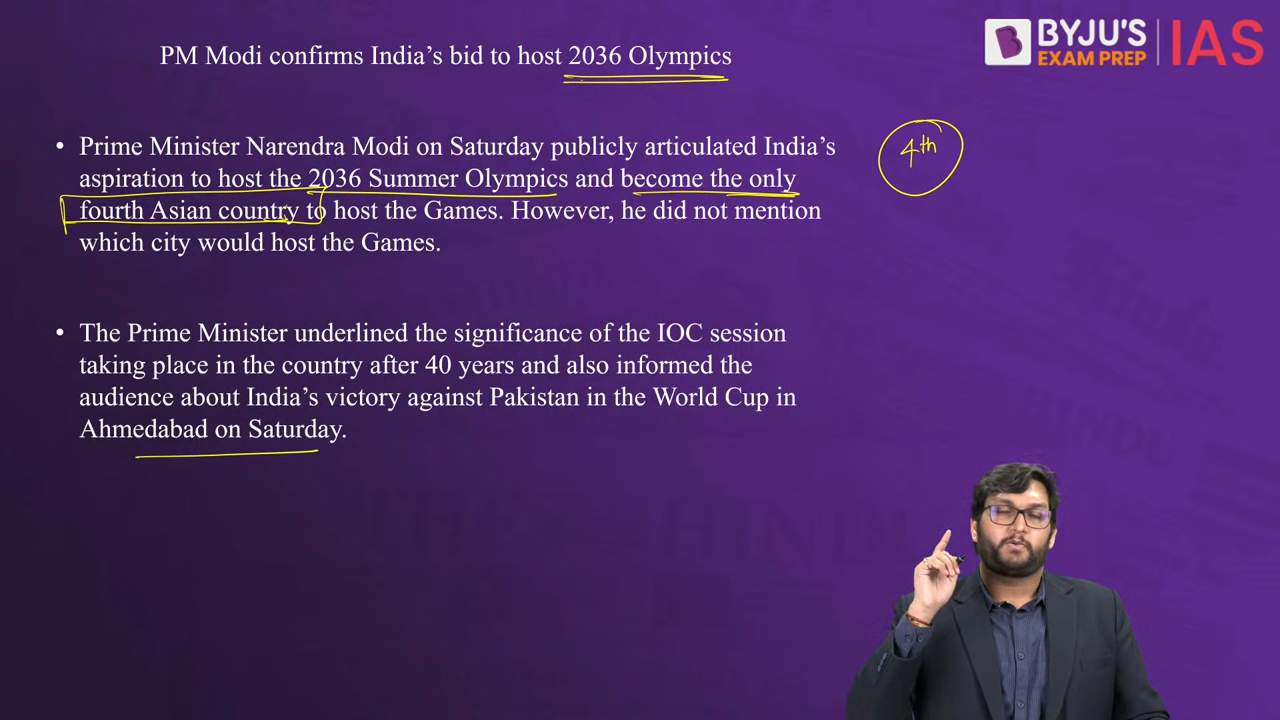 PM Modi confirms India’s bid to host 2036 Olympics
BYJU'S
EXAM PREP
IAS
• Prime Minister Narendra Modi on Saturday publicly articulated India’s
aspiration to host the 2036 Summer Olympics and become the only
fourth Asian country to host the Games. However, he did not mention
which city would host the Games.
4th
• The Prime Minister underlined the significance of the IOC session
taking place in the country after 40 years and also informed the
audience about India’s victory against Pakistan in the World Cup in
Ahmedabad on Saturday.
THE HINDU